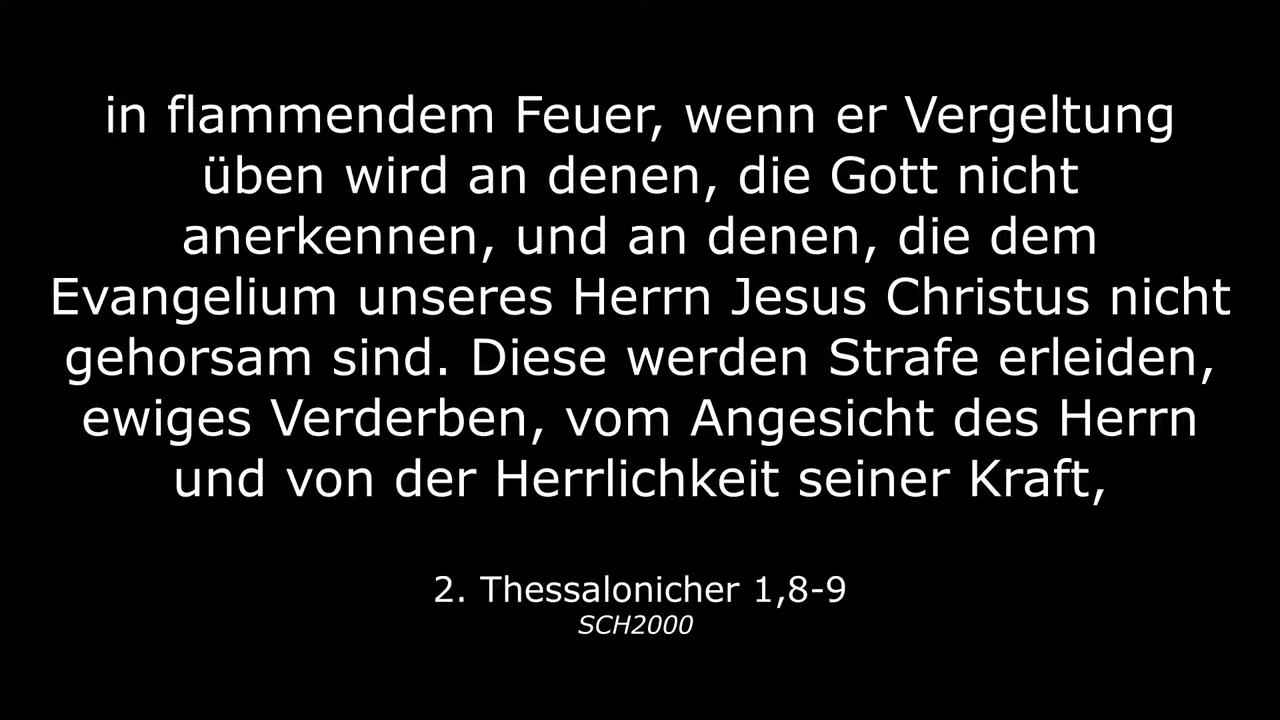 in flammendem Feuer, wenn er Vergeltung
üben wird an denen, die Gott nicht
anerkennen, und an denen, die dem
Evangelium unseres Herrn Jesus Christus nicht
gehorsam sind. Diese werden Strafe erleiden,
ewiges Verderben, vom Angesicht des Herrn
und von der Herrlichkeit seiner Kraft,
2. Thessalonicher 1,8-9
SCH2000